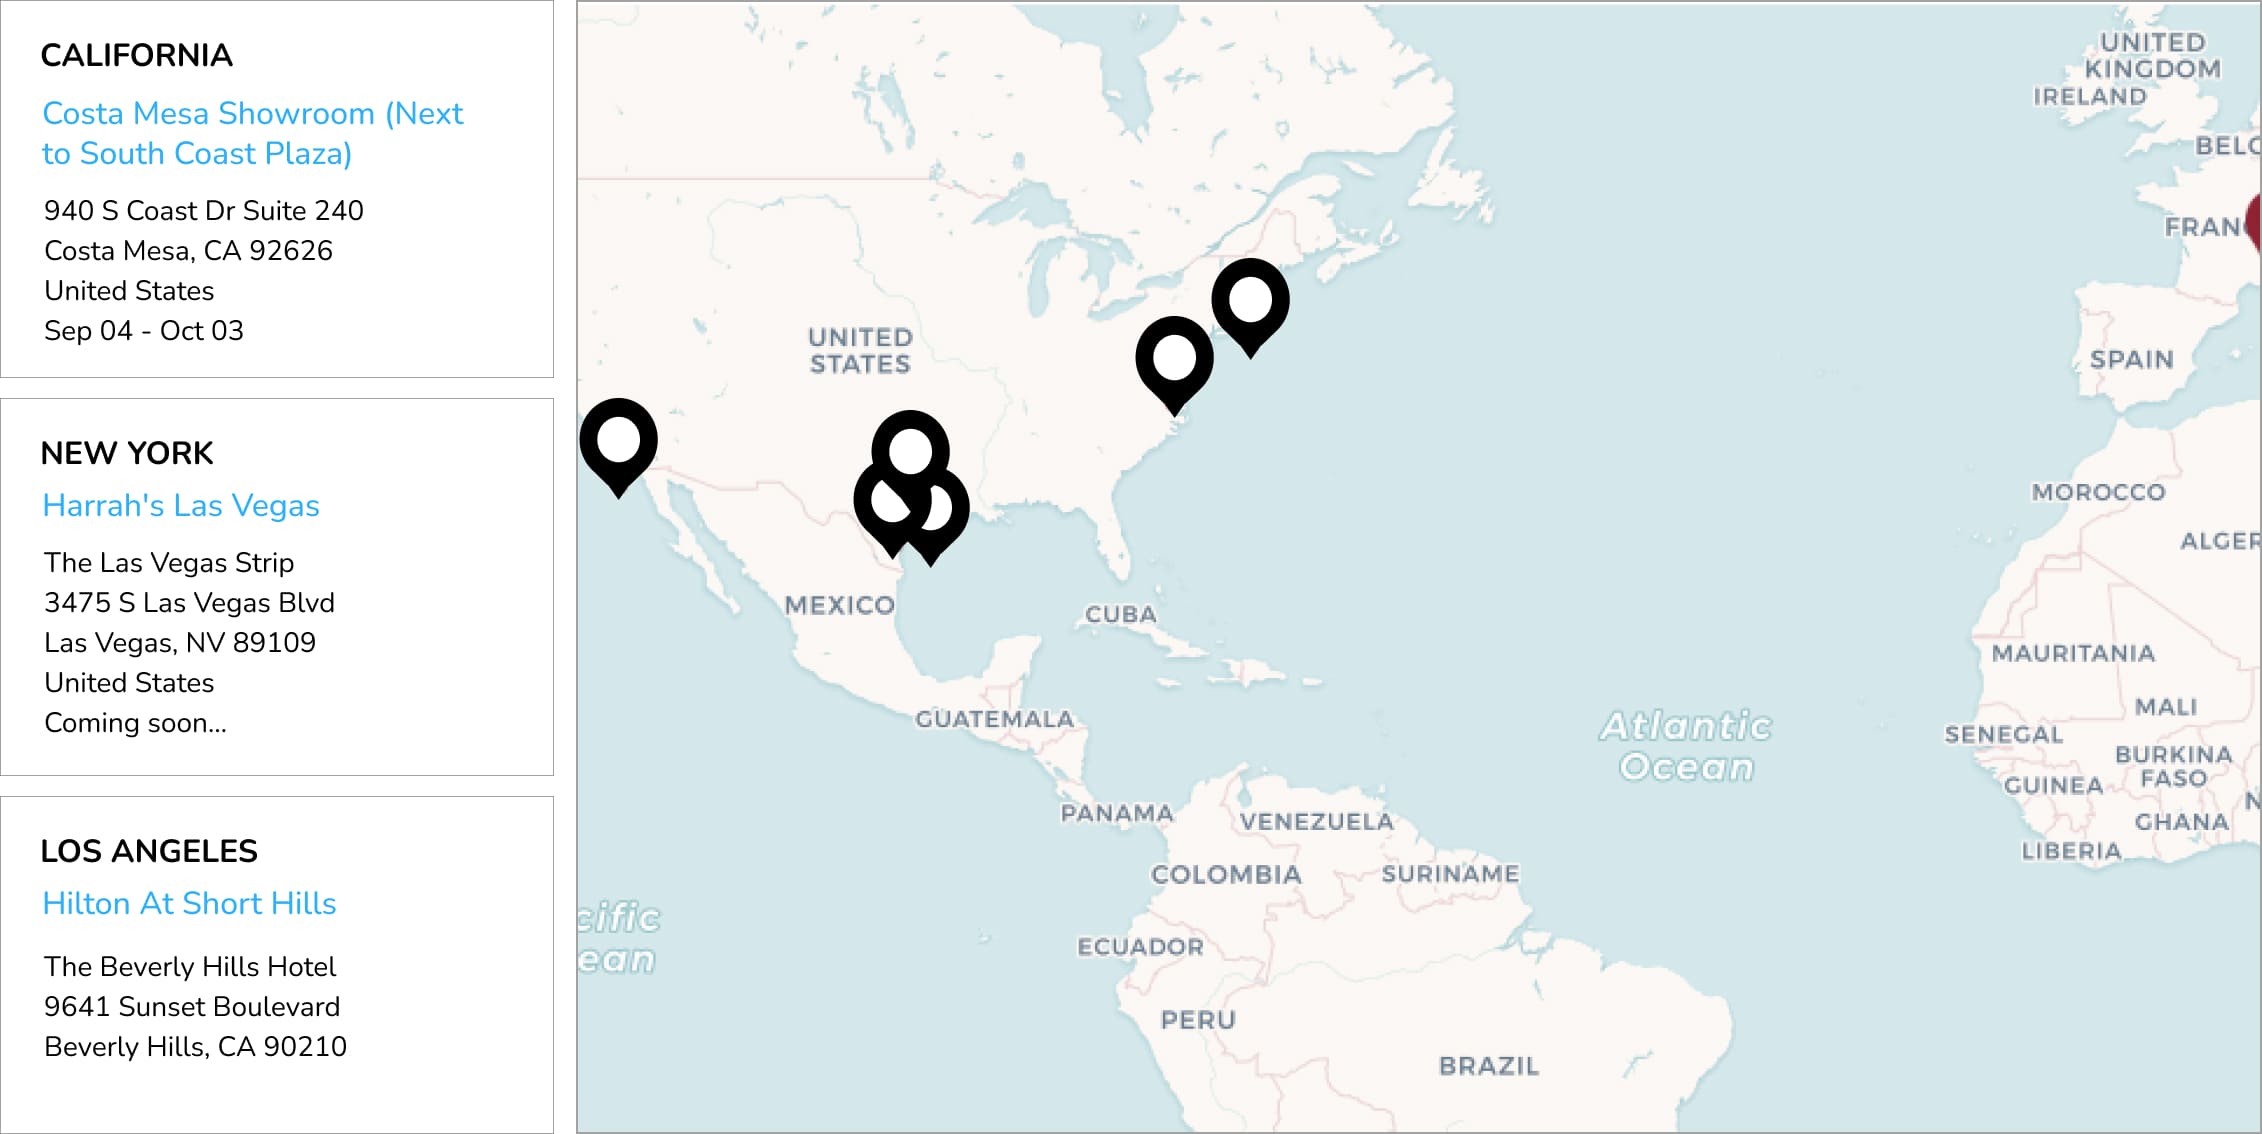 CALIFORNIA
Costa Mesa Showroom (Next
to South Coast Plaza)
940 S Coast Dr Suite 240
Costa Mesa, CA 92626
United States
Sep 04 - Oct 03
NEW YORK
Harrah's Las Vegas
The Las Vegas Strip
3475 S Las Vegas Blvd
Las Vegas, NV 89109
United States
Coming soon...
LOS ANGELES
Hilton At Short Hills
The Beverly Hills Hotel
9641 Sunset Boulevard
Beverly Hills, CA 90210
UNITED
KINGDOM
IRELAND
BELG
FRAN
UNITED
STATES
SPAIN
MOROCCO
ALGER
MEXICO
CUBA
MAURITANIA
MALI
GUATEMALA
Atlantic
Ocean
SENEGAL
BURKINA
FASO
GUINEA
N
PANAMA
VENEZUELA
GHANA
LIBERIA
COLOMBIA
SURINAME
cific
ean
ECUADOR
PERU
BRAZIL